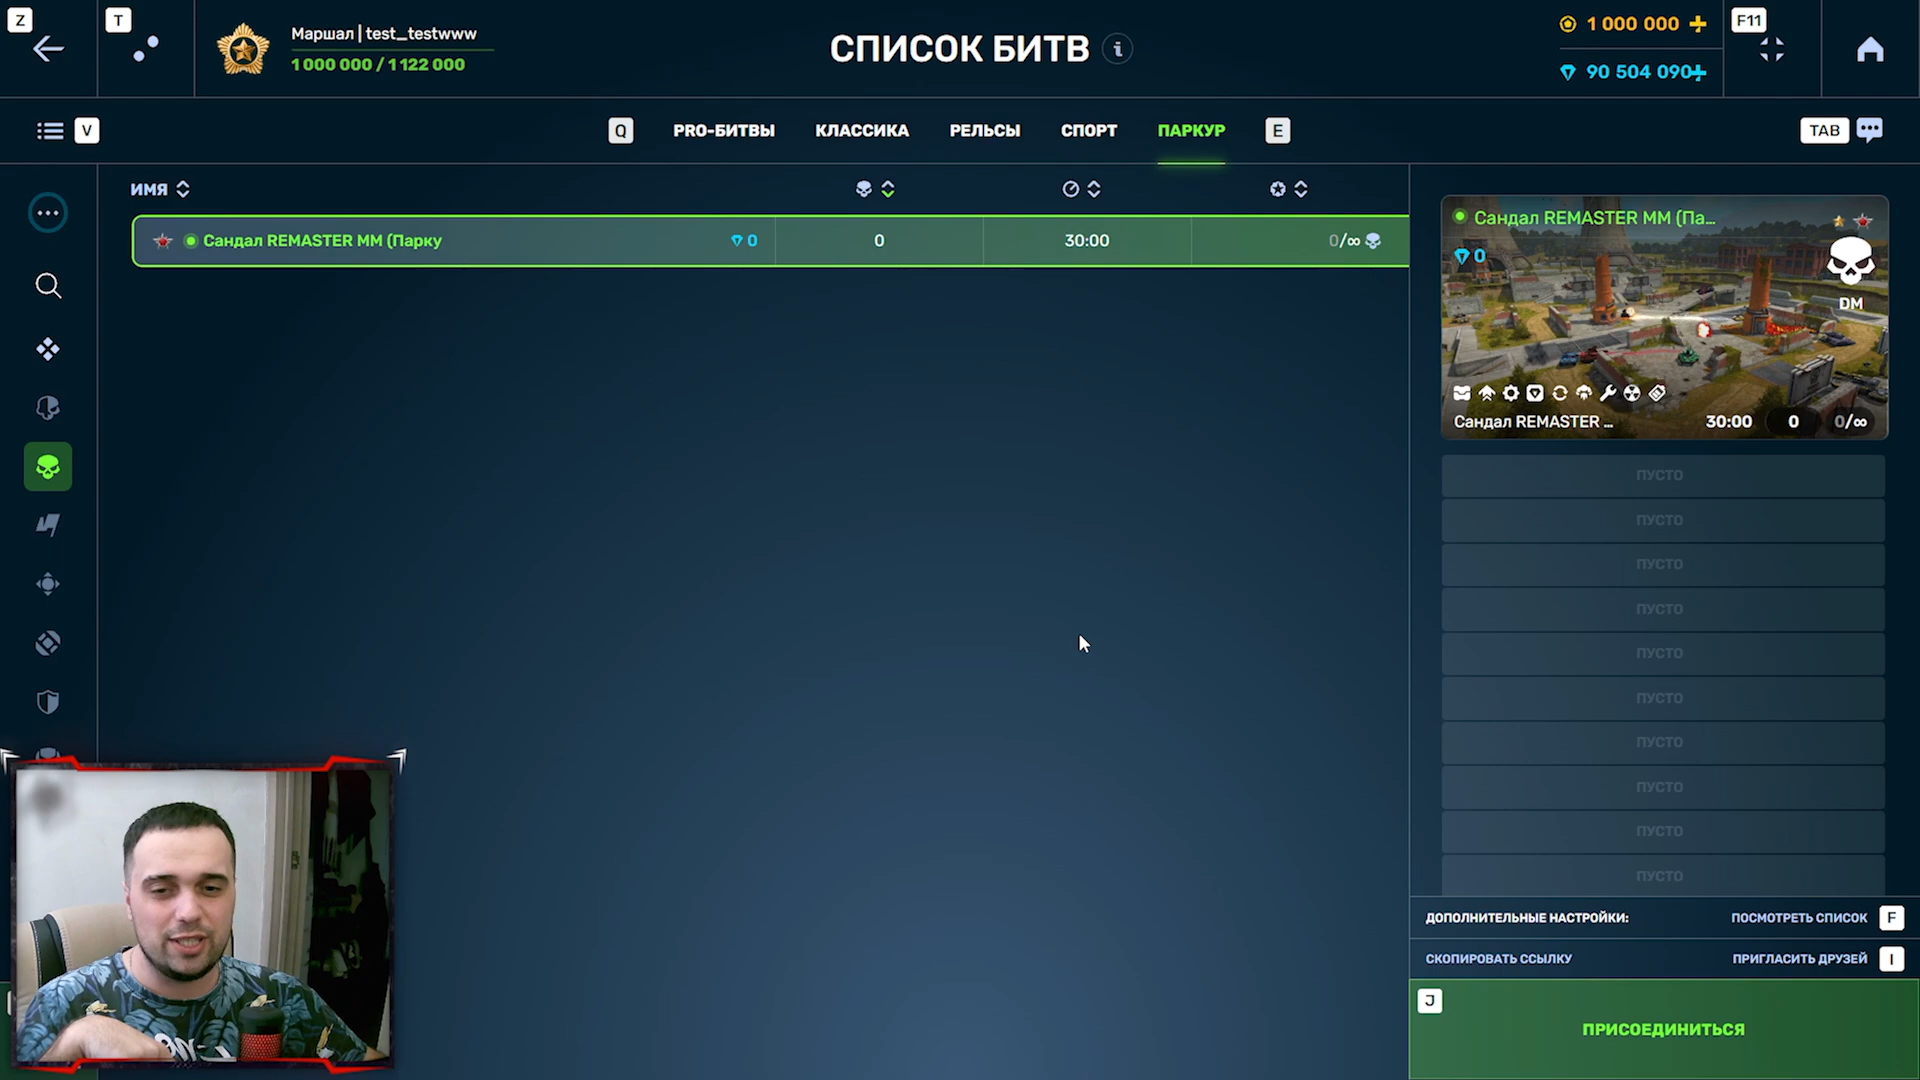 Z
T
Маршал | test_testwww
1 000 000 / 1 122 000
СПИСОК БИТВ
i
1 000 000
90 504 090
F11
V
Q
PRO-БИТВЫ
КЛАССИКА
РЕЛЬСЫ
СПОРТ
ПАРКУР
E
TAB
ИМЯ
Сандал REMASTER MM (Парку
0
0
30:00
0/∞
Сандал REMASTER MM (Па...
0
DM
Сандал REMASTER ...
30:00
0
0/∞
ПУСТО
ПУСТО
ПУСТО
ПУСТО
ПУСТО
ПУСТО
ПУСТО
ПУСТО
ПУСТО
ПУСТО
ДОПОЛНИТЕЛЬНЫЕ НАСТРОЙКИ:
ПОСМОТРЕТЬ СПИСОК
F
СКОПИРОВАТЬ ССЫЛКУ
ПРИГЛАСИТЬ ДРУЗЕЙ
I
J
ПРИСОЕДИНИТЬСЯ